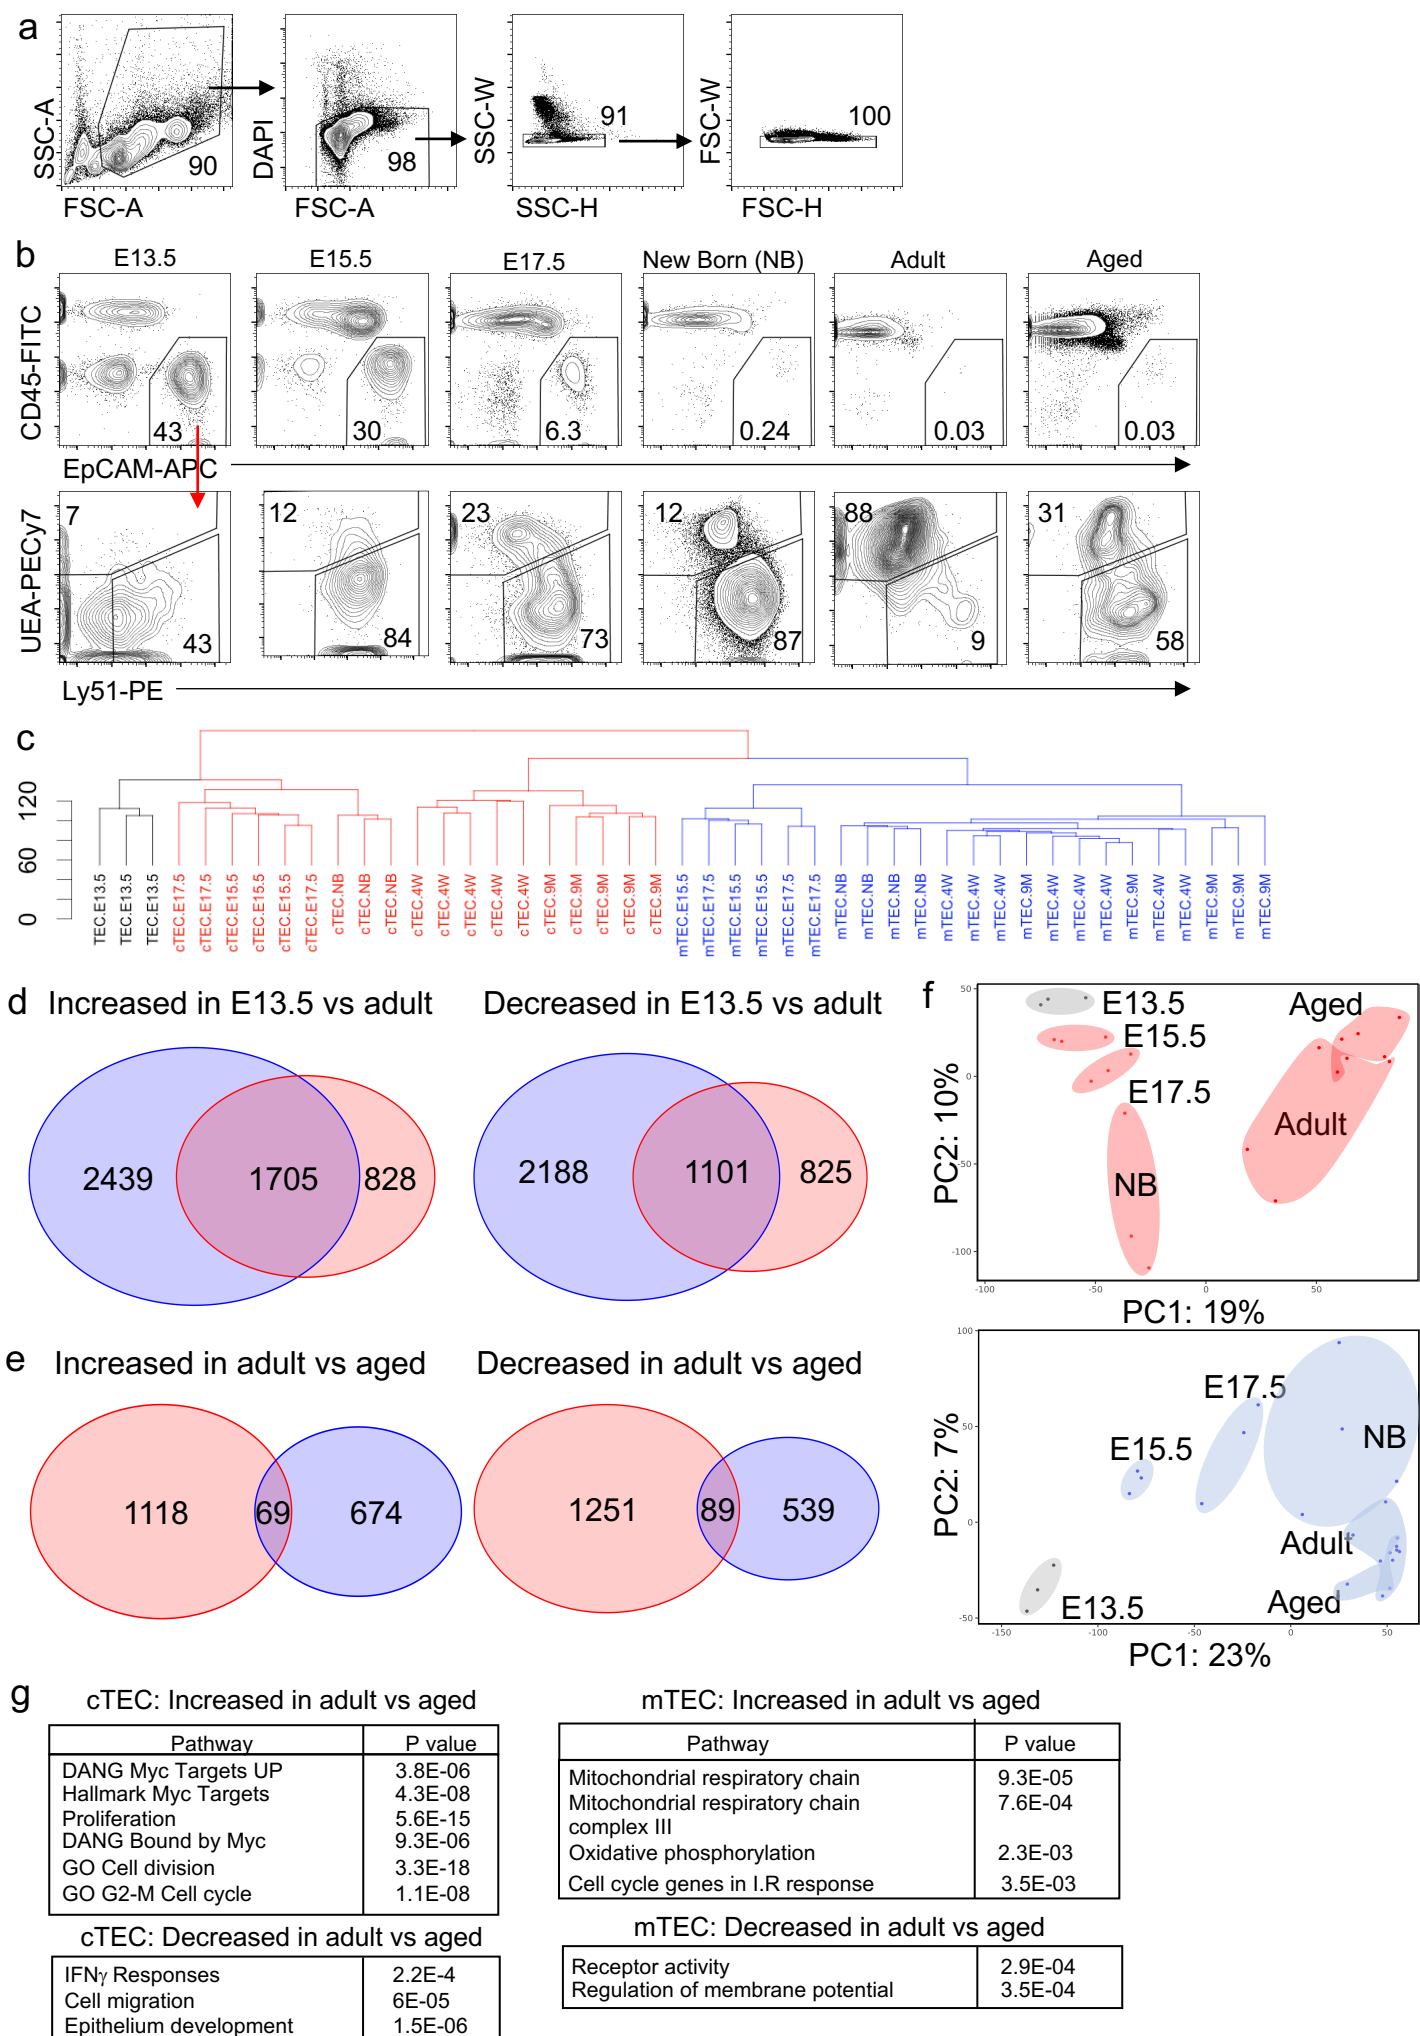 a
SSC-A
90
FSC-A
DAPI
98
FSC-A
SSC-W
91
SSC-H
FSC-W
100
FSC-H
b
E13.5
E15.5
E17.5
New Born (NB)
Adult
Aged
CD45-FITC
43
30
6.3
0.24
0.03
0.03
EpCAM-APC
UEA-PECy7
7
43
12
84
23
73
12
87
88
9
31
58
Ly51-PE
c
120
60
0
TEC.E13.5
TEC.E13.5
TEC.E13.5
cTEC.E17.5
cTEC.E17.5
cTEC.E15.5
cTEC.E15.5
cTEC.E15.5
cTEC.E17.5
cTEC.NB
cTEC.NB
cTEC.NB
cTEC.4W
cTEC.4W
cTEC.4W
cTEC.4W
cTEC.4W
cTEC.9M
cTEC.9M
cTEC.9M
cTEC.9M
cTEC.9M
mTEC.E15.5
mTEC.E17.5
mTEC.E15.5
mTEC.E15.5
mTEC.E17.5
mTEC.E17.5
mTEC.NB
mTEC.NB
mTEC.NB
mTEC.NB
mTEC.4W
mTEC.4W
mTEC.4W
mTEC.9M
mTEC.4W
mTEC.4W
mTEC.4W
mTEC.9M
mTEC.4W
mTEC.4W
mTEC.9M
mTEC.9M
mTEC.9M
d
Increased in E13.5 vs adult
2439
1705
828
Decreased in E13.5 vs adult
2188
1101
825
e
Increased in adult vs aged
1118
69
674
Decreased in adult vs aged
1251
89
539
f
PC2: 10%
50
0
-50
-100
E13.5
E15.5
E17.5
NB
Aged
Adult
-100
-50
0
50
PC1: 19%
PC2: 7%
100
50
0
-50
E17.5
NB
E15.5
Adult
Aged
E13.5
-150
-100
-50
0
50
PC1: 23%
g
cTEC: Increased in adult vs aged
Pathway P value
DANG Myc Targets UP 3.8E-06
Hallmark Myc Targets 4.3E-08
Proliferation 5.6E-15
DANG Bound by Myc 9.3E-06
GO Cell division 3.3E-18
GO G2-M Cell cycle 1.1E-08
cTEC: Decreased in adult vs aged
IFNγ Responses 2.2E-4
Cell migration 6E-05
Epithelium development 1.5E-06
mTEC: Increased in adult vs aged
Pathway P value
Mitochondrial respiratory chain 9.3E-05
Mitochondrial respiratory chain 7.6E-04
complex III
Oxidative phosphorylation 2.3E-03
Cell cycle genes in I.R response 3.5E-03
mTEC: Decreased in adult vs aged
Receptor activity 2.9E-04
Regulation of membrane potential 3.5E-04